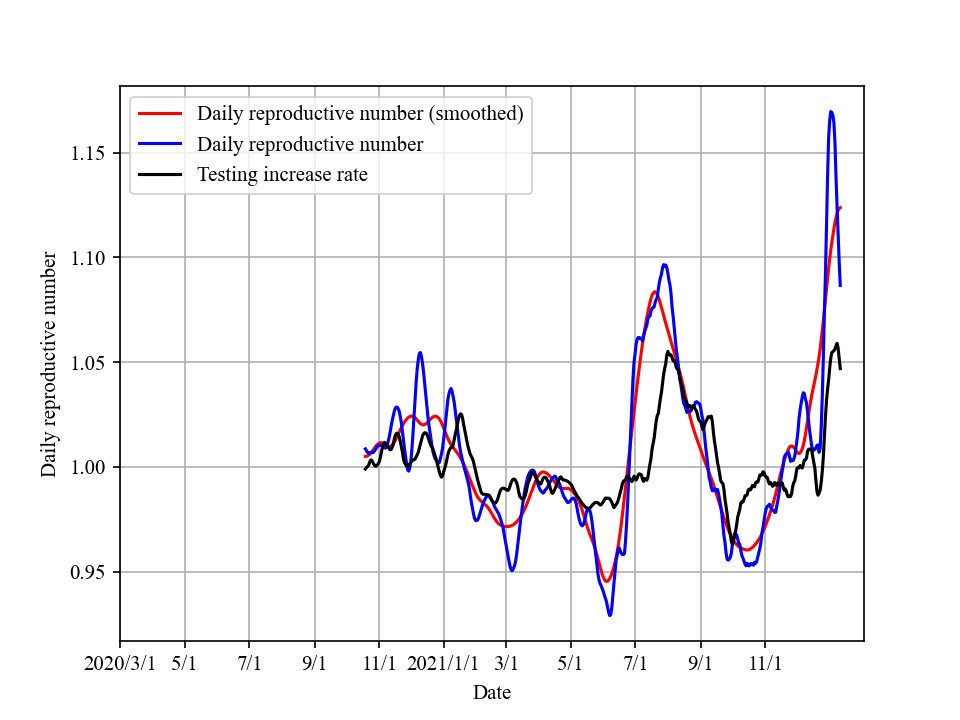 Daily reproductive number (smoothed)
Daily reproductive number
Testing increase rate
1.15
1.10
1.05
1.00
0.95
Daily reproductive number
2020/3/1 5/1 7/1 9/1 11/1 2021/1/1 3/1 5/1 7/1 9/1 11/1
Date